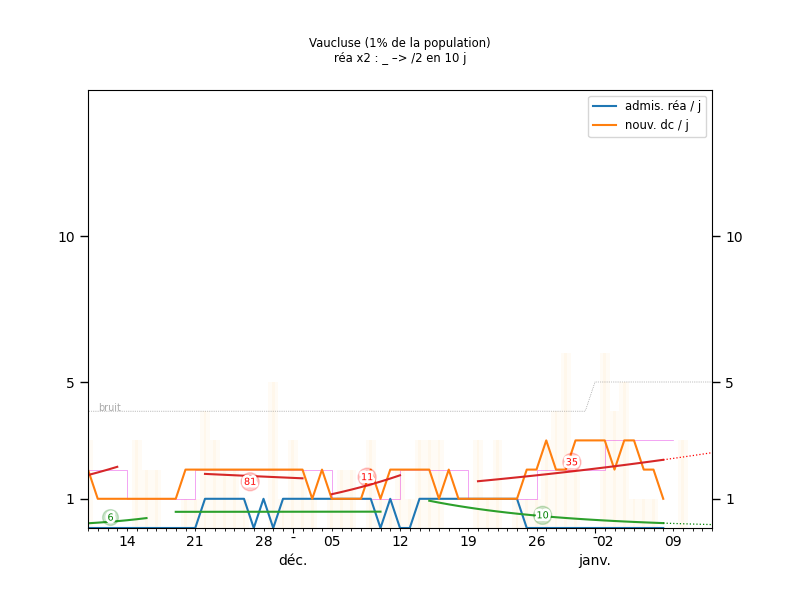 Vaucluse (1% de la population)
réa x2 : _ –> /2 en 10 j
admis. réa / j
nouv. dc / j
10
10
5
5
bruit
35
11
81
1
1
10
6
14
21
28
05
12
19
26
02
09
déc.
janv.